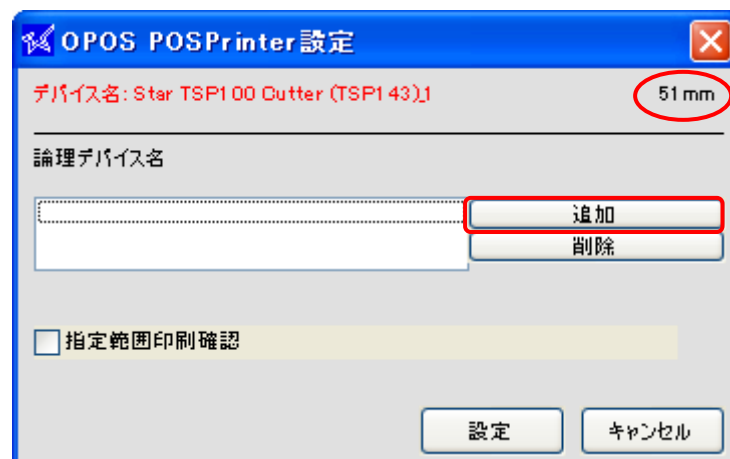 OPOS POSPrinter設定
デバイス名: Star TSP100 Cutter (TSP143)_1 51mm
論理デバイス名
追加
削除
指定範囲印刷確認
設定 キャンセル